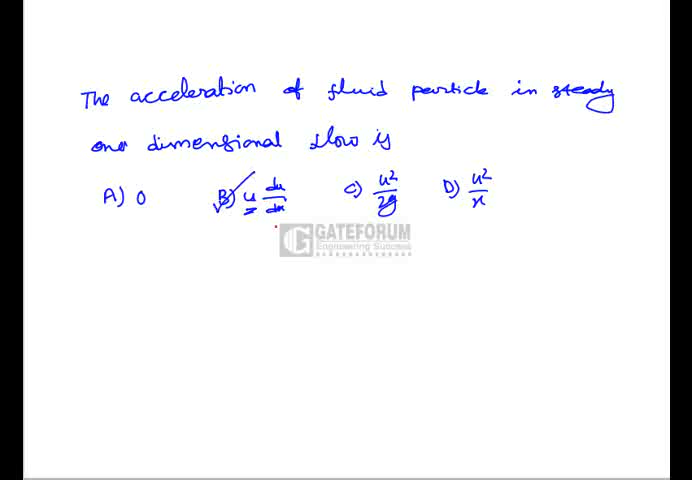 The acceleration of fluid particle in steady
one dimensional flow is
A) 0 B) u du/dx C) u²/2g D) u²/x
GATEFORUM
Engineering Success